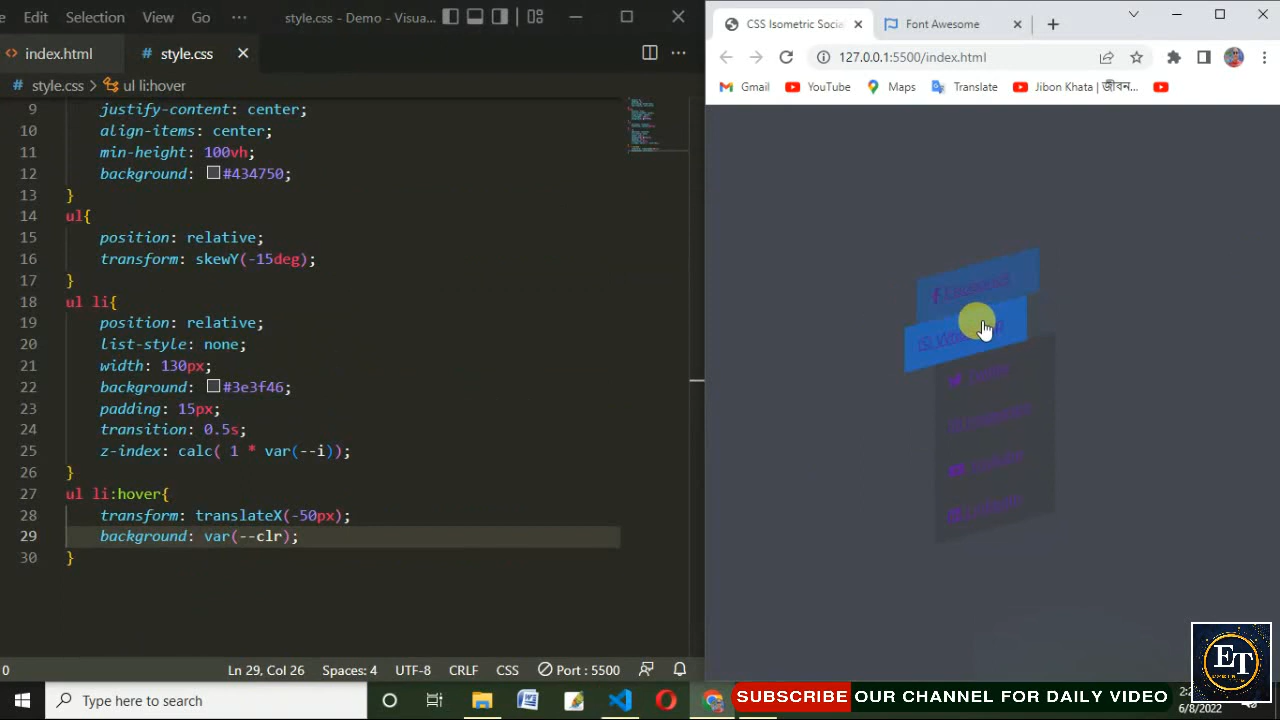 Edit Selection View Go ··· style.css - Demo - Visua...
index.html
style.css
style.css > ul li:hover
9 justify-content: center;
10 align-items: center;
11 min-height: 100vh;
12 background: #434750;
13 }
14 ul{
15 position: relative;
16 transform: skewY(-15deg);
17 }
18 ul li{
19 position: relative;
20 list-style: none;
21 width: 130px;
22 background: #3e3f46;
23 padding: 15px;
24 transition: 0.5s;
25 z-index: calc( 1 * var(--i));
26 }
27 ul li:hover{
28 transform: translateX(-50px);
29 background: var(--clr);
30 }
0 Ln 29, Col 26 Spaces: 4 UTF-8 CRLF CSS Port : 5500
CSS Isometric Socia
Font Awesome
127.0.0.1:5500/index.html
Gmail YouTube Maps Translate Jibon Khata | জীবন...
Facebook
Twitter
Type here to search
SUBSCRIBE OUR CHANNEL FOR DAILY VIDEO
6/8/2022
ET